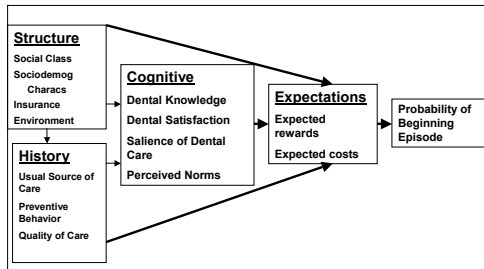 Structure
Social Class
Sociodemog
Characs
Insurance
Environment
History
Usual Source of
Care
Preventive
Behavior
Quality of Care
Cognitive
Dental Knowledge
Dental Satisfaction
Salience of Dental
Care
Perceived Norms
Expectations
Expected
rewards
Expected costs
Probability of
Beginning
Episode